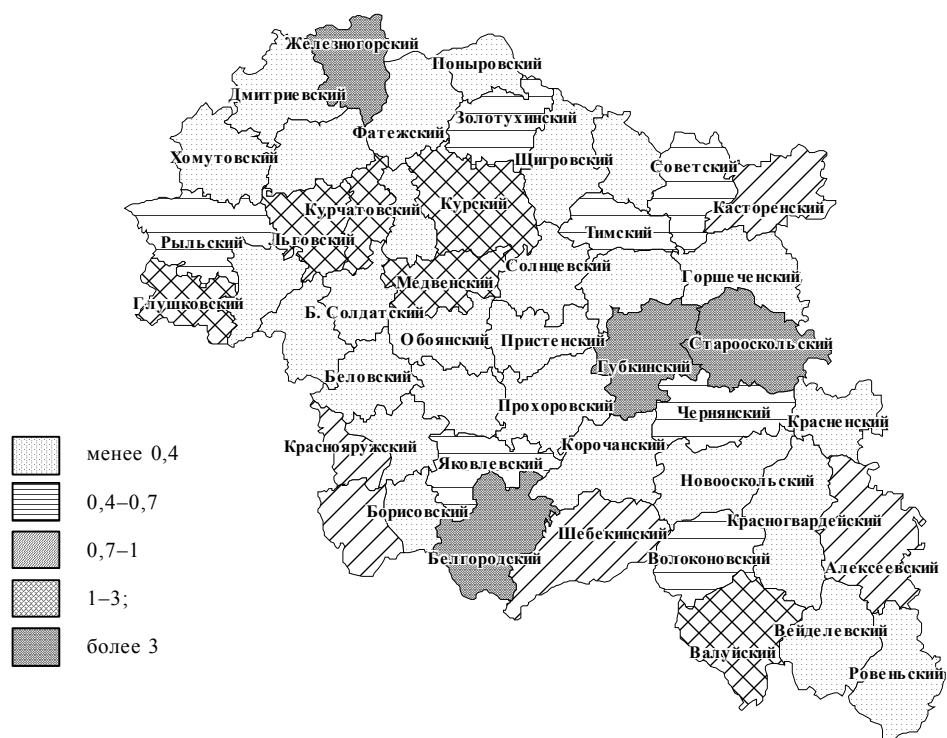 Железногорский
Поныровский
Дмитриевский
Золотухинский
Фатежский
Хомутовский
Щигровский
Советский
Касторенский
Курчатовский
Курский
Тимский
Рыльский
Льговский
Солнцевский
Горшеченский
Медвенский
Глушковский
Б. Солдатский
Обоянский
Пристенский
Старооскольский
Губкинский
Беловский
Прохоровский
Чернянский
Красненский
Краснояружский
Корочанский
Яковлевский
Новооскольский
Борисовский
Красногвардейский
Шебекинский
Белгородский
Волоконовский
Алексеевский
Вейделевский
Валуйский
Ровеньский
менее 0,4
0,4–0,7
0,7–1
1–3;
более 3